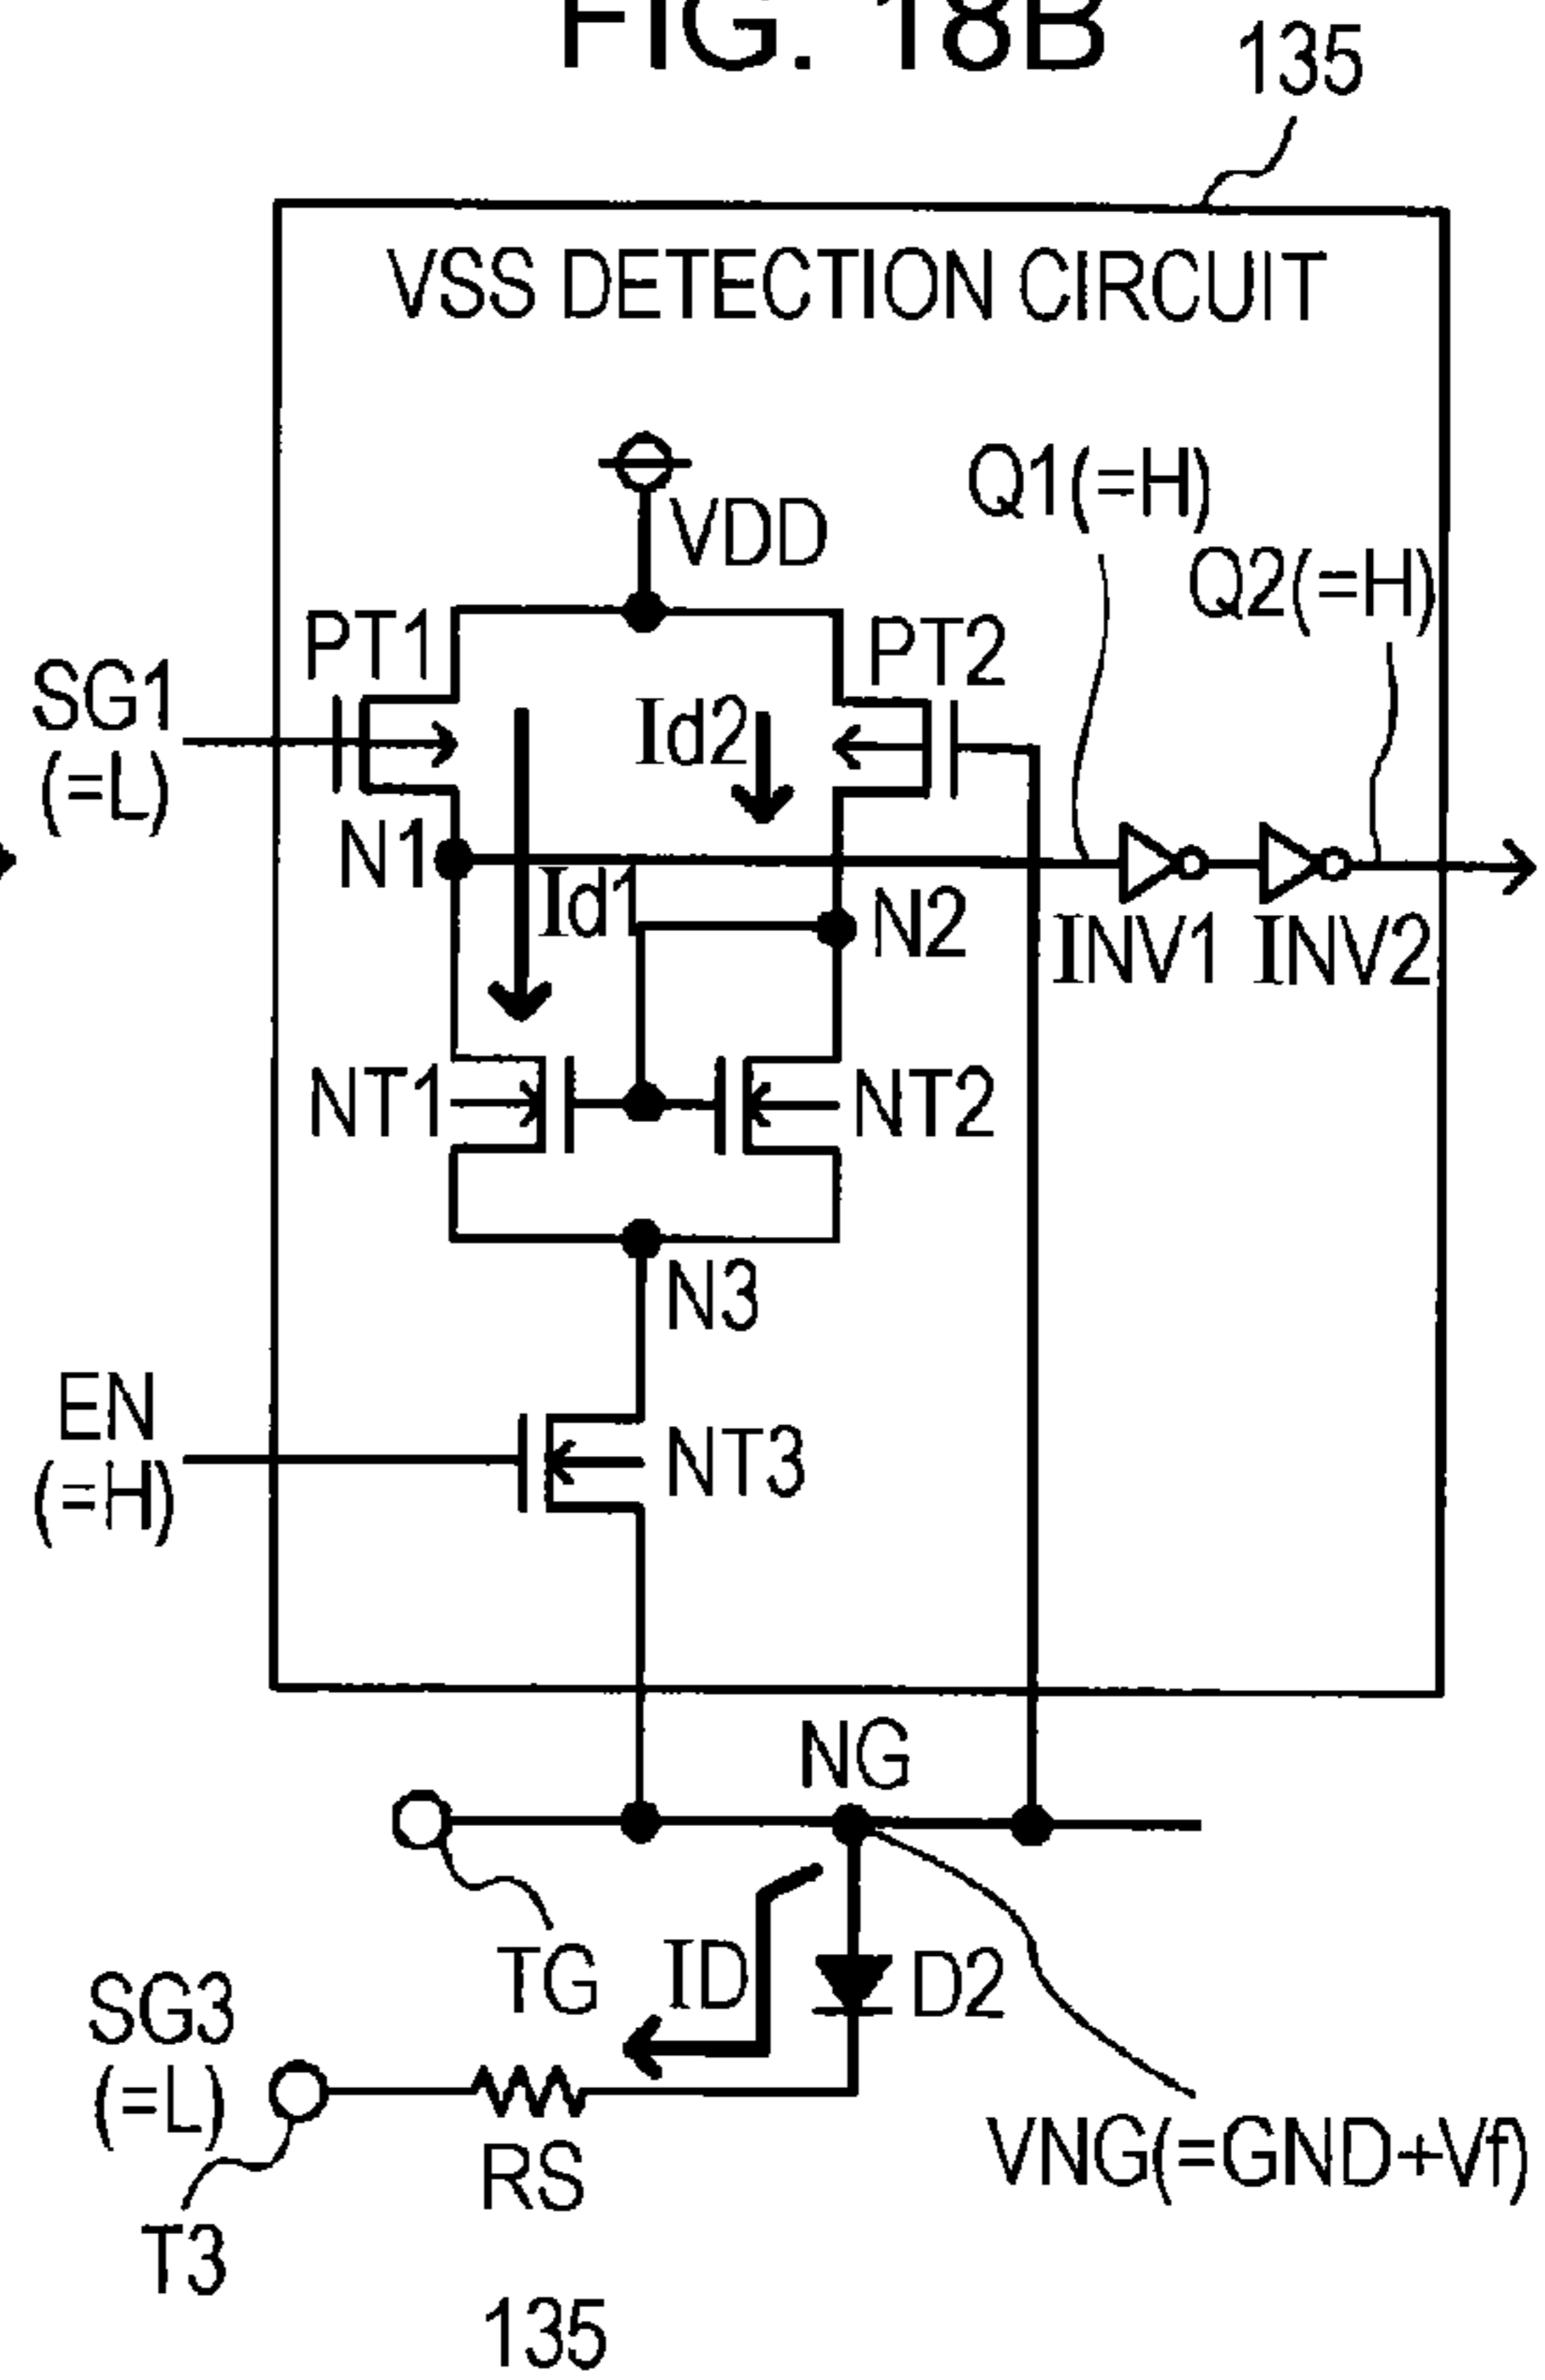 FIG. 18B
135
VSS DETECTION CIRCUIT
VDD
Q1(=H)
Q2(=H)
PT1
PT2
SG1
(=L)
Id2
N1
Id1
N2
INV1
INV2
NT1
NT2
N3
EN
(=H)
NT3
NG
TG
ID
D2
SG3
(=L)
RS
VNG(=GND+Vf)
T3
135